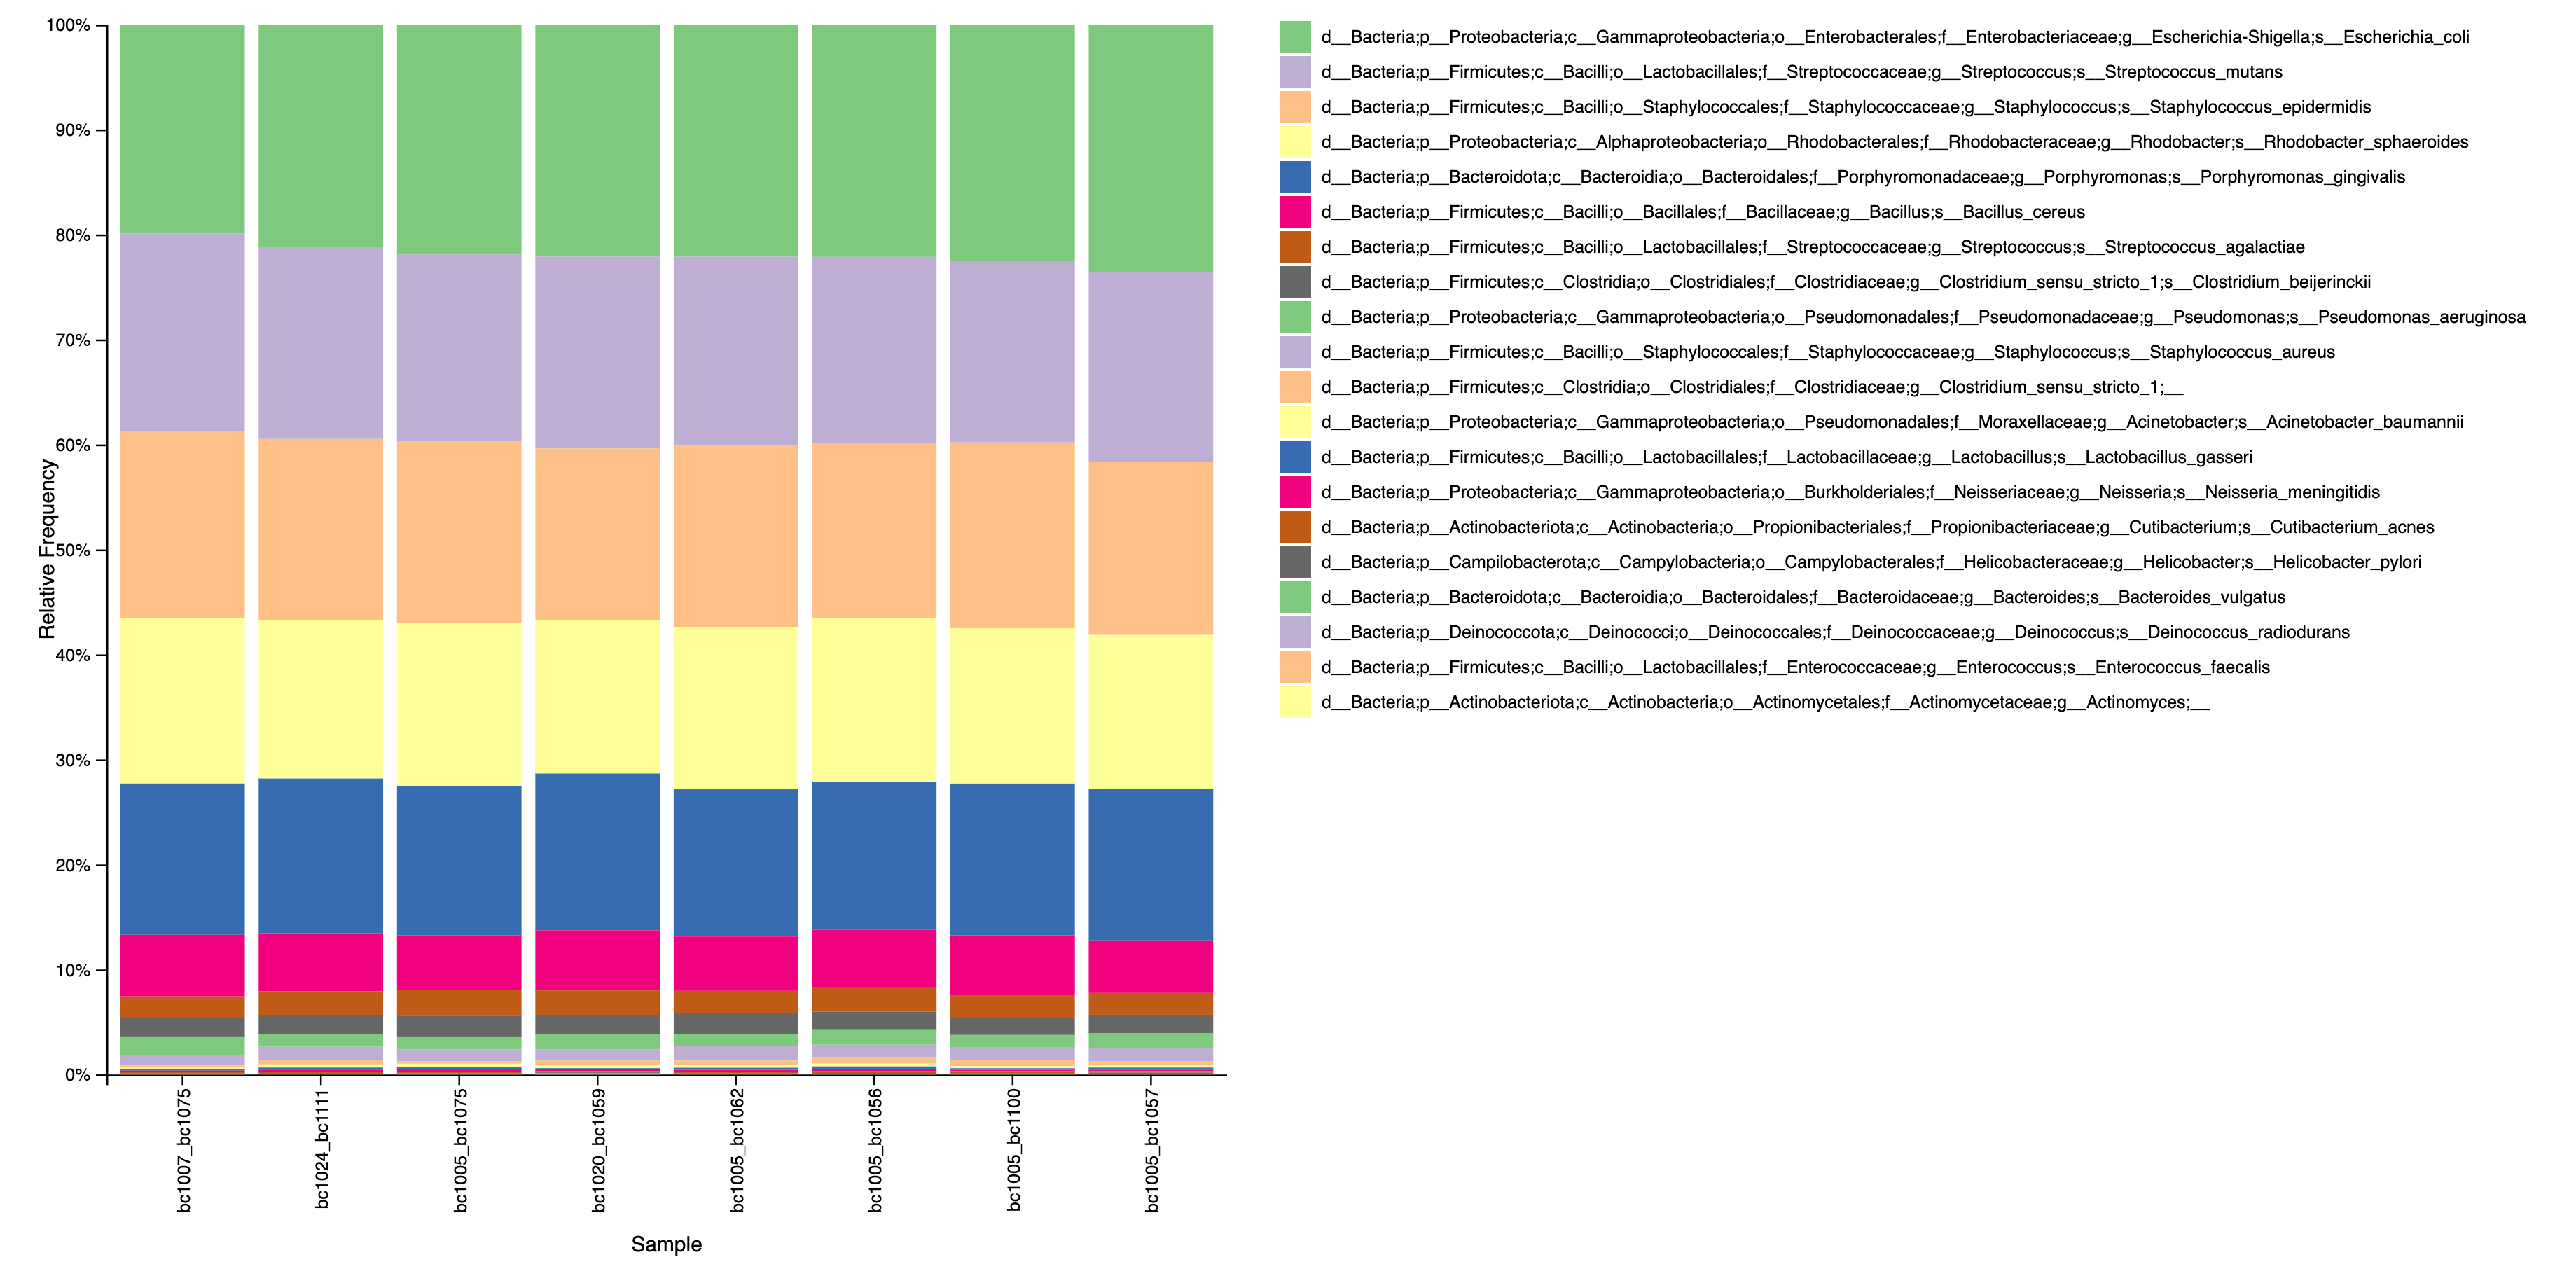 100%
90%
80%
70%
60%
50%
40%
30%
20%
10%
0%
Relative Frequency
bc1007_bc1075
bc1024_bc1111
bc1005_bc1075
bc1020_bc1059
bc1005_bc1062
bc1005_bc1056
bc1005_bc1100
bc1005_bc1057
Sample
d__Bacteria;p__Proteobacteria;c__Gammaproteobacteria;o__Enterobacterales;f__Enterobacteriaceae;g__Escherichia-Shigella;s__Escherichia_coli
d__Bacteria;p__Firmicutes;c__Bacilli;o__Lactobacillales;f__Streptococcaceae;g__Streptococcus;s__Streptococcus_mutans
d__Bacteria;p__Firmicutes;c__Bacilli;o__Staphylococcales;f__Staphylococcaceae;g__Staphylococcus;s__Staphylococcus_epidermidis
d__Bacteria;p__Proteobacteria;c__Alphaproteobacteria;o__Rhodobacterales;f__Rhodobacteraceae;g__Rhodobacter;s__Rhodobacter_sphaeroides
d__Bacteria;p__Bacteroidota;c__Bacteroidia;o__Bacteroidales;f__Porphyromonadaceae;g__Porphyromonas;s__Porphyromonas_gingivalis
d__Bacteria;p__Firmicutes;c__Bacilli;o__Bacillales;f__Bacillaceae;g__Bacillus;s__Bacillus_cereus
d__Bacteria;p__Firmicutes;c__Bacilli;o__Lactobacillales;f__Streptococcaceae;g__Streptococcus;s__Streptococcus_agalactiae
d__Bacteria;p__Firmicutes;c__Clostridia;o__Clostridiales;f__Clostridiaceae;g__Clostridium_sensu_stricto_1;s__Clostridium_beijerinckii
d__Bacteria;p__Proteobacteria;c__Gammaproteobacteria;o__Pseudomonadales;f__Pseudomonadaceae;g__Pseudomonas;s__Pseudomonas_aeruginosa
d__Bacteria;p__Firmicutes;c__Bacilli;o__Staphylococcales;f__Staphylococcaceae;g__Staphylococcus;s__Staphylococcus_aureus
d__Bacteria;p__Firmicutes;c__Clostridia;o__Clostridiales;f__Clostridiaceae;g__Clostridium_sensu_stricto_1;__
d__Bacteria;p__Proteobacteria;c__Gammaproteobacteria;o__Pseudomonadales;f__Moraxellaceae;g__Acinetobacter;s__Acinetobacter_baumannii
d__Bacteria;p__Firmicutes;c__Bacilli;o__Lactobacillales;f__Lactobacillaceae;g__Lactobacillus;s__Lactobacillus_gasseri
d__Bacteria;p__Proteobacteria;c__Gammaproteobacteria;o__Burkholderiales;f__Neisseriaceae;g__Neisseria;s__Neisseria_meningitidis
d__Bacteria;p__Actinobacteriota;c__Actinobacteria;o__Propionibacteriales;f__Propionibacteriaceae;g__Cutibacterium;s__Cutibacterium_acnes
d__Bacteria;p__Campilobacterota;c__Campylobacteria;o__Campylobacterales;f__Helicobacteraceae;g__Helicobacter;s__Helicobacter_pylori
d__Bacteria;p__Bacteroidota;c__Bacteroidia;o__Bacteroidales;f__Bacteroidaceae;g__Bacteroides;s__Bacteroides_vulgatus
d__Bacteria;p__Deinococcota;c__Deinococci;o__Deinococcales;f__Deinococcaceae;g__Deinococcus;s__Deinococcus_radiodurans
d__Bacteria;p__Firmicutes;c__Bacilli;o__Lactobacillales;f__Enterococcaceae;g__Enterococcus;s__Enterococcus_faecalis
d__Bacteria;p__Actinobacteriota;c__Actinobacteria;o__Actinomycetales;f__Actinomycetaceae;g__Actinomyces;__